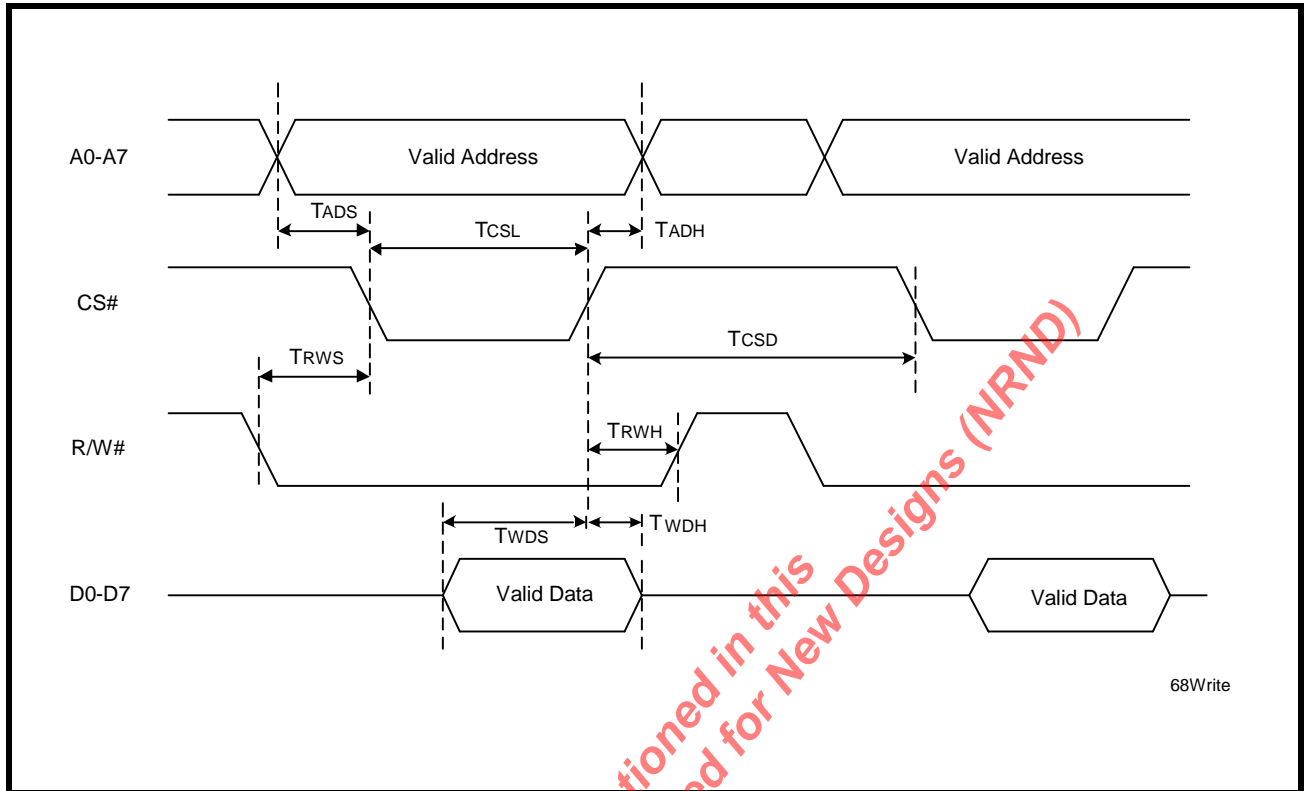 A0-A7
Valid Address
Valid Address
TADS
TCSL
TADH
CS#
TCSD
TRWS
R/W#
TRWH
TWDS
TWDH
D0-D7
Valid Data
Valid Data
68Write
tioned in this
ed for New Designs (NRND)